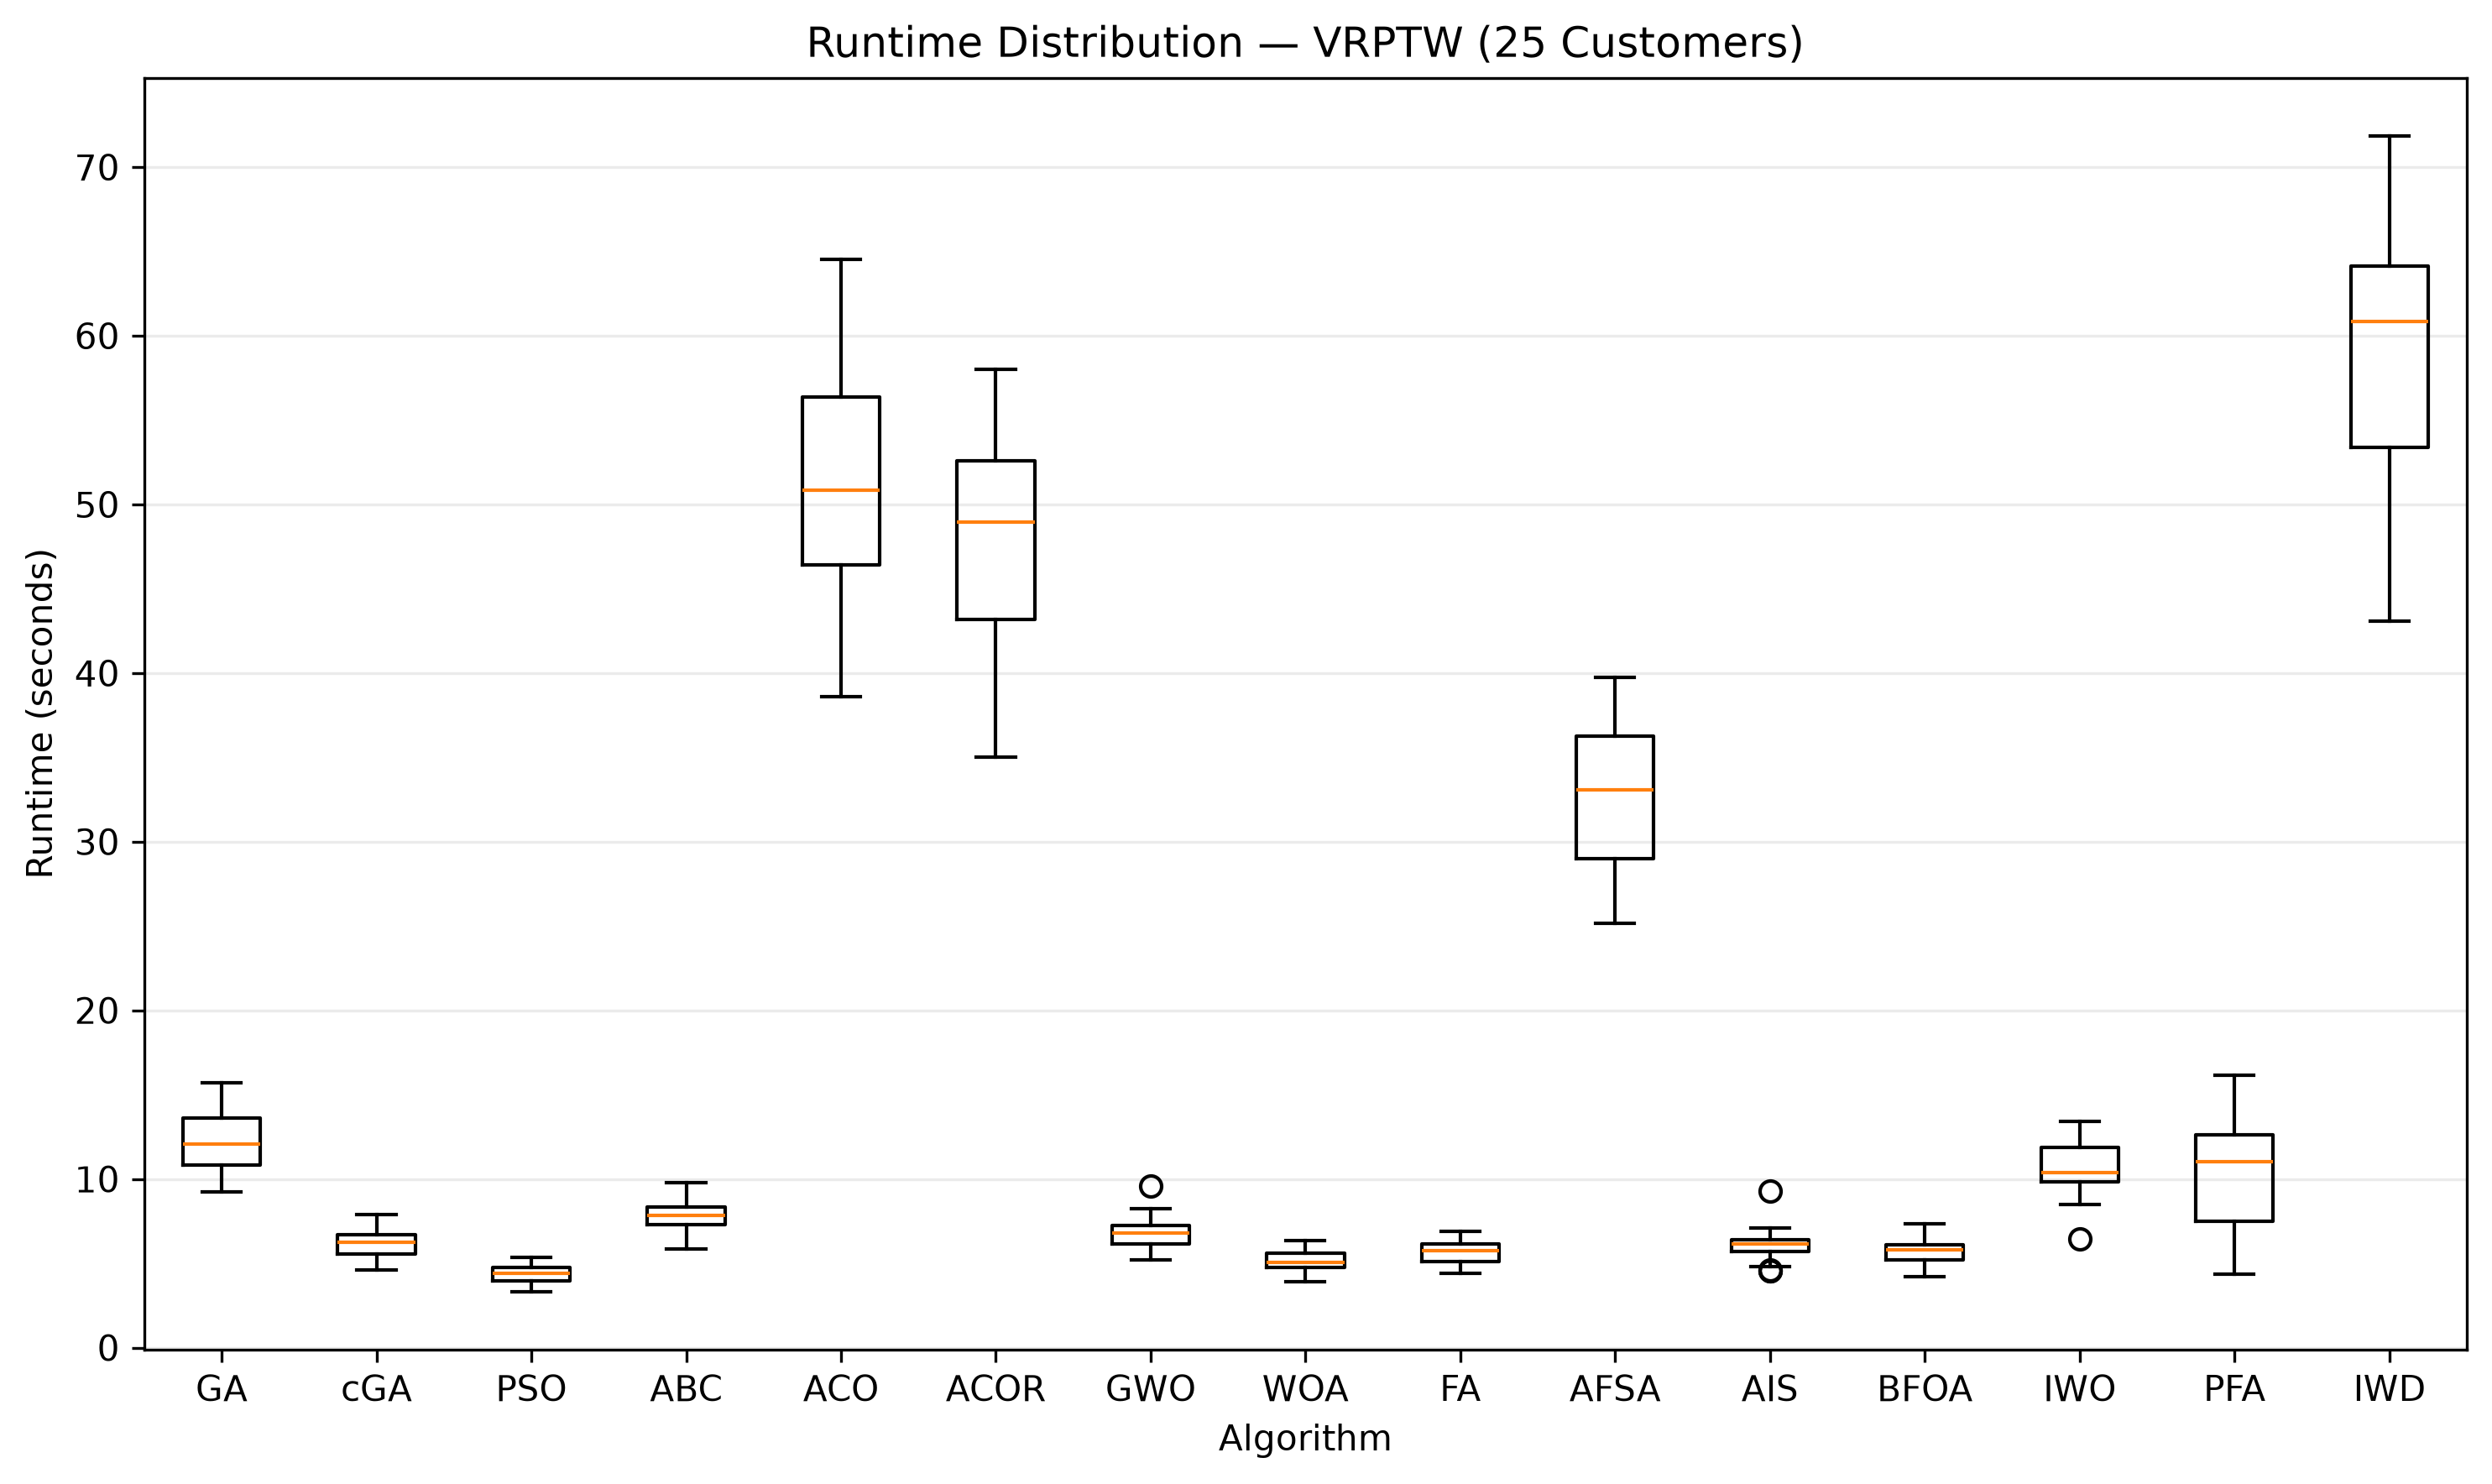 Runtime Distribution — VRPTW (25 Customers)
Runtime (seconds)
70
60
50
40
30
20
10
0
GA cGA PSO ABC ACO ACOR GWO WOA FA AFSA AIS BFOA IWO PFA IWD
Algorithm